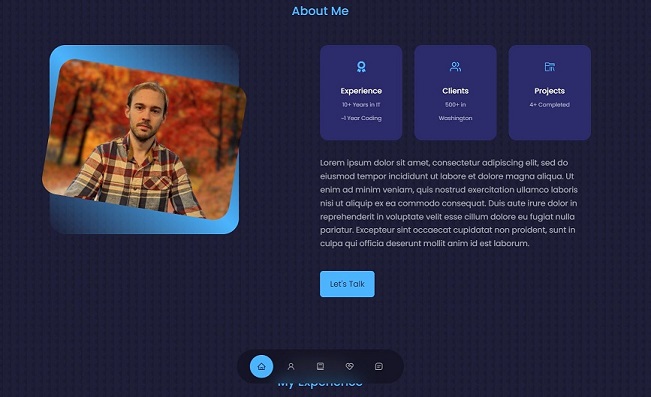 About Me
Experience
10+ Years in IT
~1 Year Coding
Clients
500+ in
Washington
Projects
4+ Completed
Lorem ipsum dolor sit amet, consectetur adipiscing elit, sed do
eiusmod tempor incididunt ut labore et dolore magna aliqua. Ut
enim ad minim veniam, quis nostrud exercitation ullamco laboris
nisi ut aliquip ex ea commodo consequat. Duis aute irure dolor in
reprehenderit in voluptate velit esse cillum dolore eu fugiat nulla
pariatur. Excepteur sint occaecat cupidatat non proident, sunt in
culpa qui officia deserunt mollit anim id est laborum.
Let's Talk
My Experience